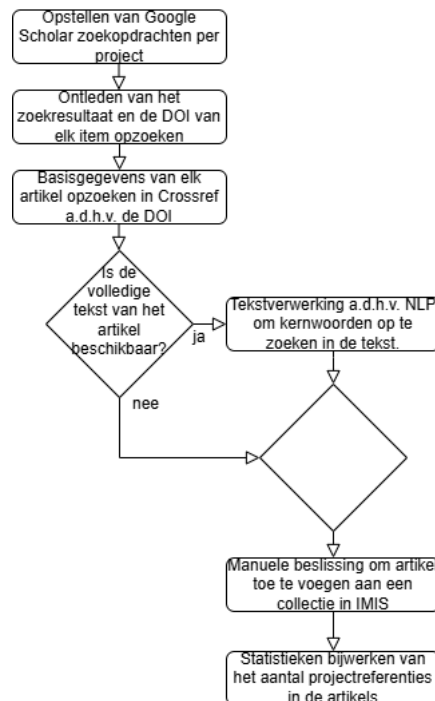 Opstellen van Google
Scholar zoekopdrachten per
project
Ontleden van het
zoekresultaat en de DOI van
elk item opzoeken
Basisgegevens van elk
artikel opzoeken in Crossref
a.d.h.v. de DOI
Is de
volledige
tekst van het
artikel
beschikbaar?
ja
nee
Tekstverwerking a.d.h.v. NLP
om kernwoorden op te
zoeken in de tekst.
Manuele beslissing om artikel
toe te voegen aan een
collectie in IMIS
Statistieken bijwerken van
het aantal projectreferenties
in de artikels